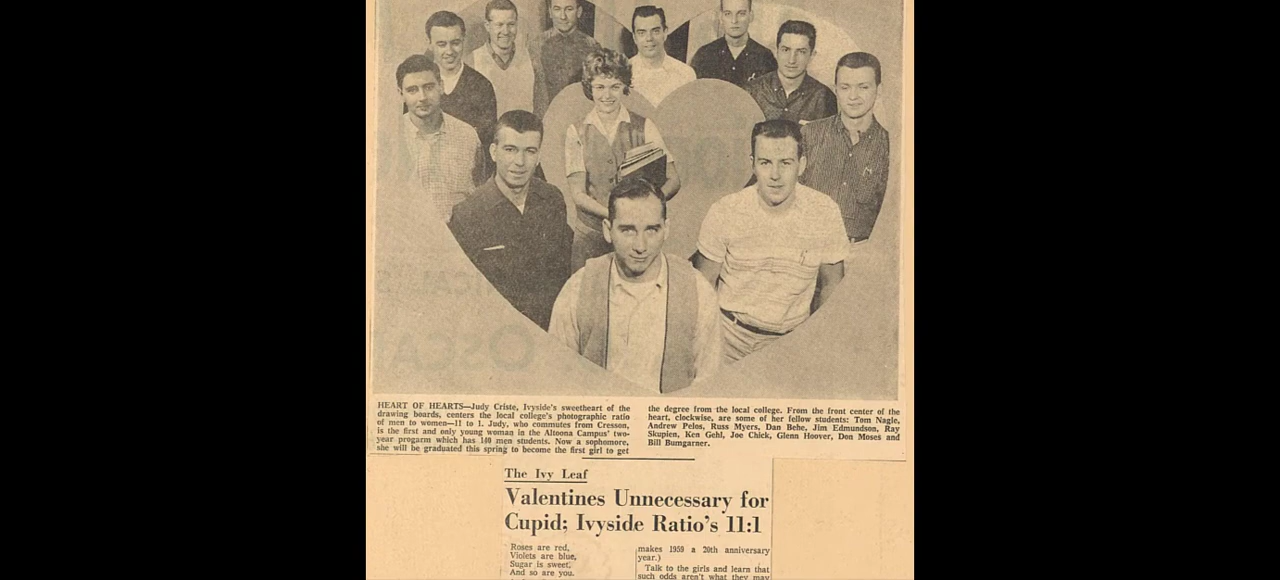 HEART OF HEARTS—Judy Criste, Ivyside's sweetheart of the
drawing boards, centers the local college's photographic ratio
of men to women—11 to 1. Judy, who commutes from Cresson,
is the first and only young woman in the Altoona Campus' two-
year progarm which has 140 men students. Now a sophomore,
she will be graduated this spring to become the first girl to get
the degree from the local college. From the front center of the
heart, clockwise, are some of her fellow students: Tom Nagle,
Andrew Pelos, Russ Myers, Dan Behe, Jim Edmundson, Ray
Skupien, Ken Gehl, Joe Chick, Glenn Hoover, Don Moses and
Bill Bumgarner.
The Ivy Leaf
Valentines Unnecessary for
Cupid; Ivyside Ratio's 11:1
Roses are red,
Violets are blue,
Sugar is sweet,
And so are you.
makes 1959 a 20th anniversary
year.)
Talk to the girls and learn that
such odds aren't what they may